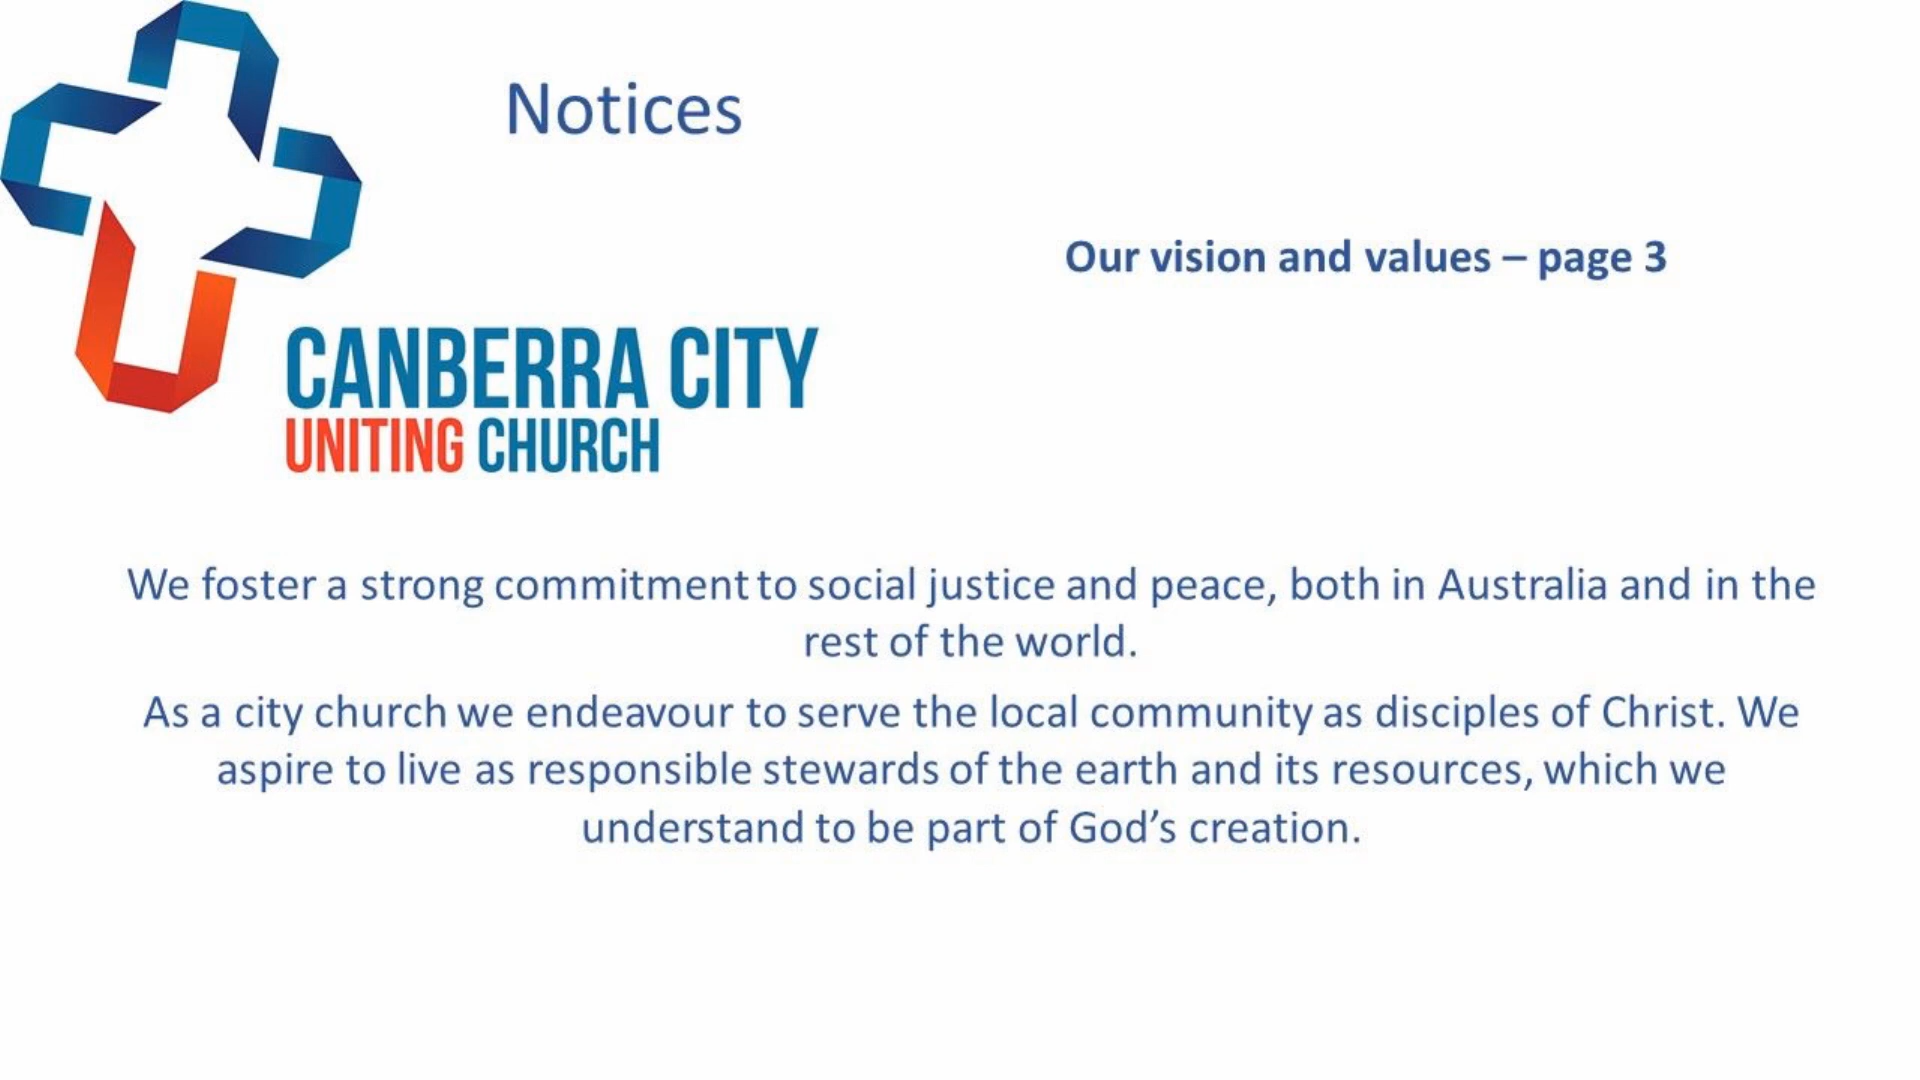 Notices
Our vision and values – page 3
CANBERRA CITY
UNITING CHURCH
We foster a strong commitment to social justice and peace, both in Australia and in the
rest of the world.
As a city church we endeavour to serve the local community as disciples of Christ. We
aspire to live as responsible stewards of the earth and its resources, which we
understand to be part of God’s creation.